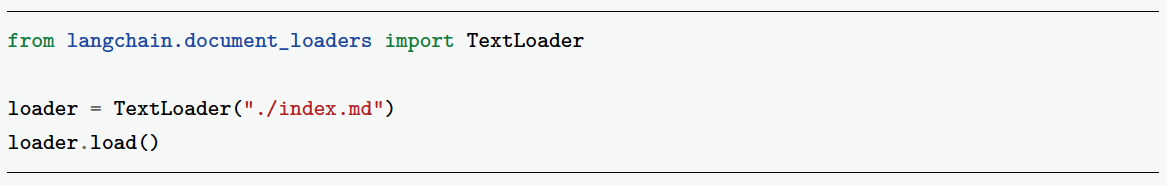 from langchain.document_loaders import TextLoader
loader = TextLoader("./index.md")
loader.load()